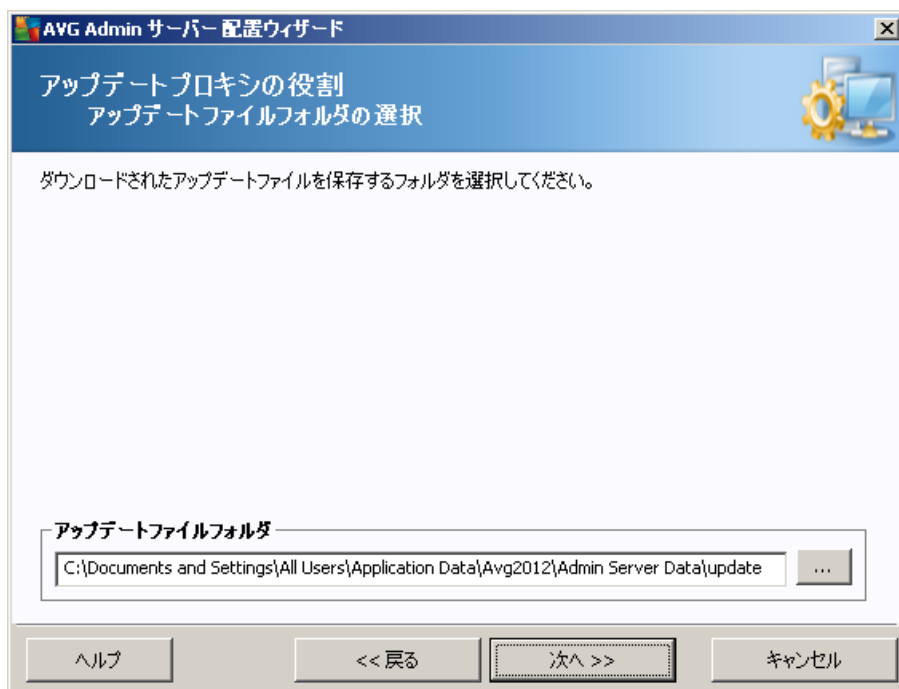 AVG Admin サーバー 配置ウィザード
アップデートプロキシの役割
アップデートファイルフォルダの選択
ダウンロードされたアップデートファイルを保存するフォルダを選択してください。
アップデートファイルフォルダ
C:\Documents and Settings\All Users\Application Data\Avg2012\Admin Server Data\update
...
ヘルプ
<< 戻る
次へ >>
キャンセル